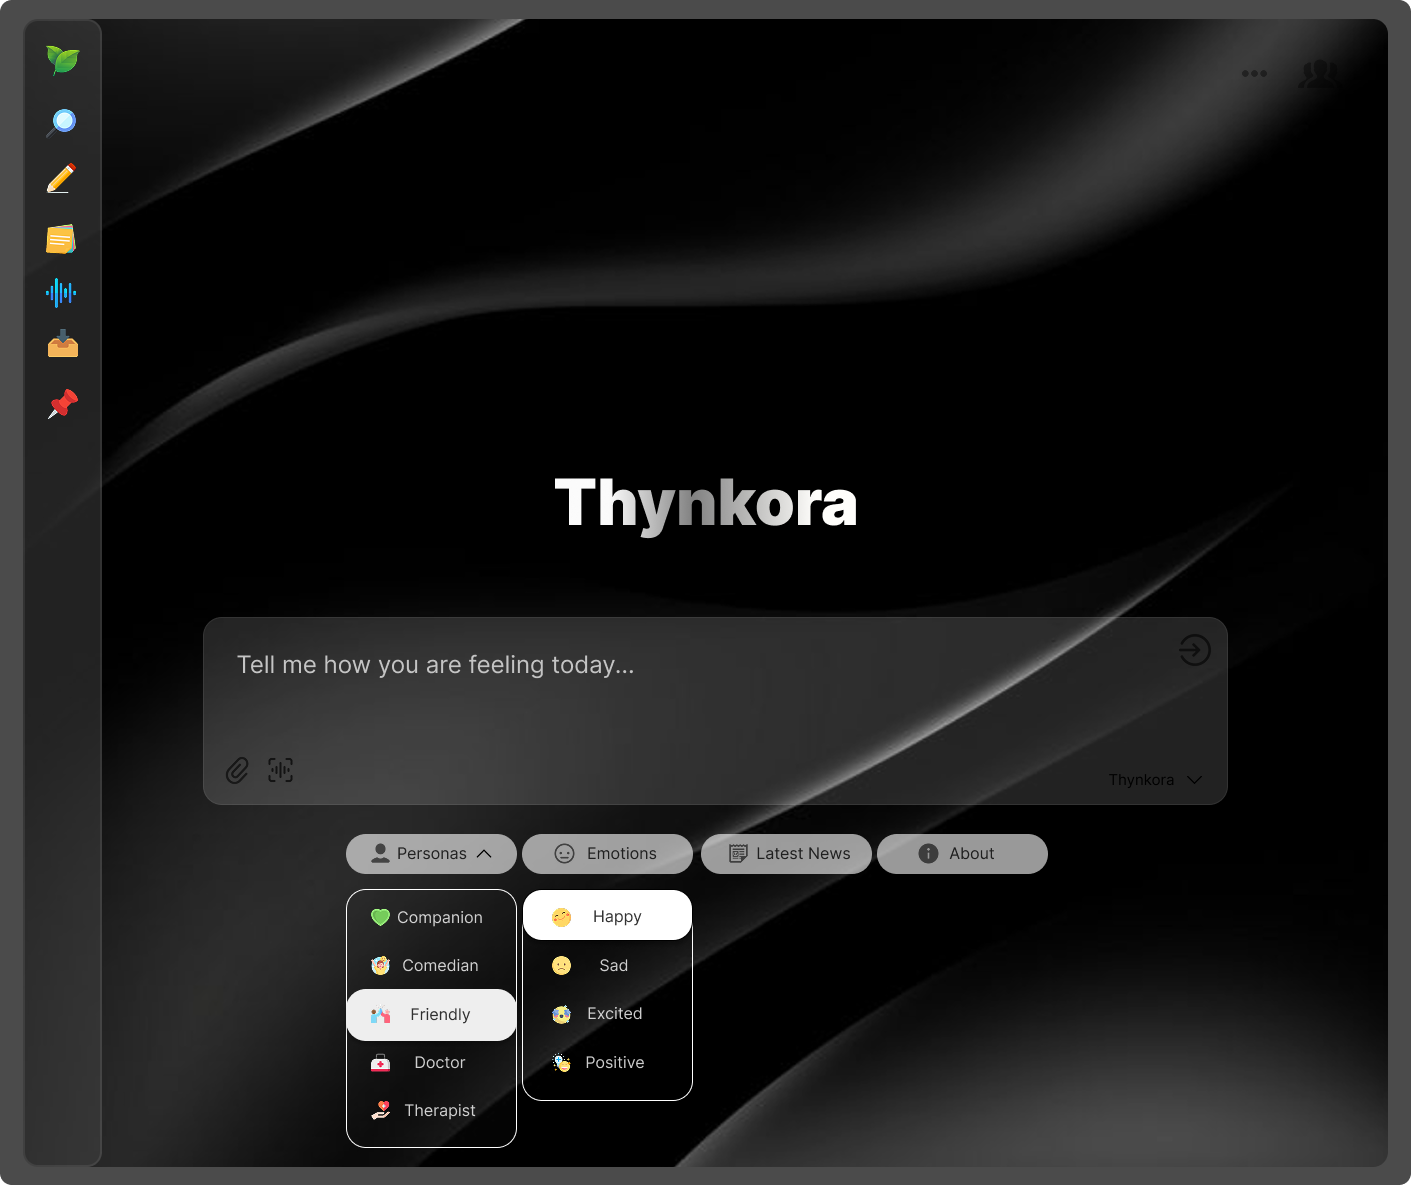 Thynkora
Tell me how you are feeling today...
Thynkora
Personas
Emotions
Latest News
About
Companion
Comedian
Friendly
Doctor
Therapist
Happy
Sad
Excited
Positive